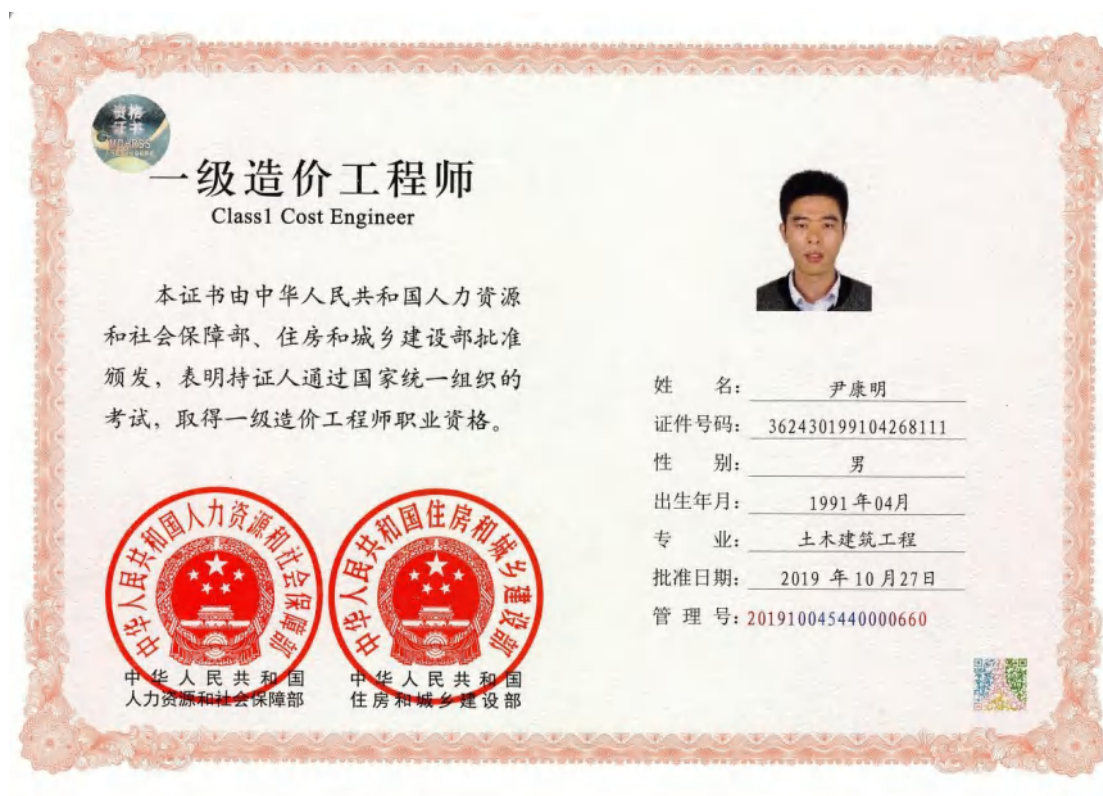 资格
证书
MOHRSS
一级造价工程师
Class1 Cost Engineer
本证书由中华人民共和国人力资源
和社会保障部、住房和城乡建设部批准
颁发，表明持证人通过国家统一组织的
考试，取得一级造价工程师职业资格。
中华人民共和国人力资源和社会保障部
中华人民共和国住房和城乡建设部
中华人民共和国
人力资源和社会保障部
中华人民共和国
住房和城乡建设部
姓 名：尹康明
证件号码：362430199104268111
性 别：男
出生年月：1991年04月
专 业：土木建筑工程
批准日期：2019 年 10 月27日
管 理 号：201910045440000660